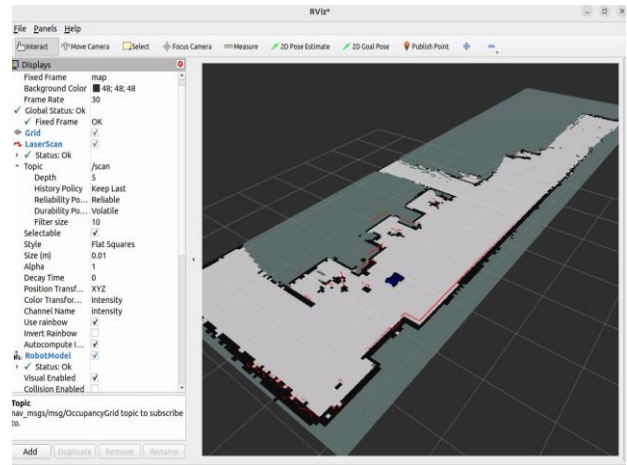 RViz*
File Panels Help
Interact Move Camera Select Focus Camera Measure 2D Pose Estimate 2D Goal Pose Publish Point
Displays
Fixed Frame map
Background Color 48; 48; 48
Frame Rate 30
Global Status: Ok
Fixed Frame OK
Grid
LaserScan
Status: Ok
Topic /scan
Depth 5
History Policy Keep Last
Reliability Po... Reliable
Durability Po... Volatile
Filter size 10
Selectable
Style Flat Squares
Size (m) 0.01
Alpha 1
Decay Time 0
Position Transf... XYZ
Color Transfor... Intensity
Channel Name intensity
Use rainbow
Invert Rainbow
Autocompute I...
RobotModel
Status: Ok
Visual Enabled
Collision Enabled
Topic
nav_msgs/msg/OccupancyGrid topic to subscribe
to.
Add Duplicate Remove Rename